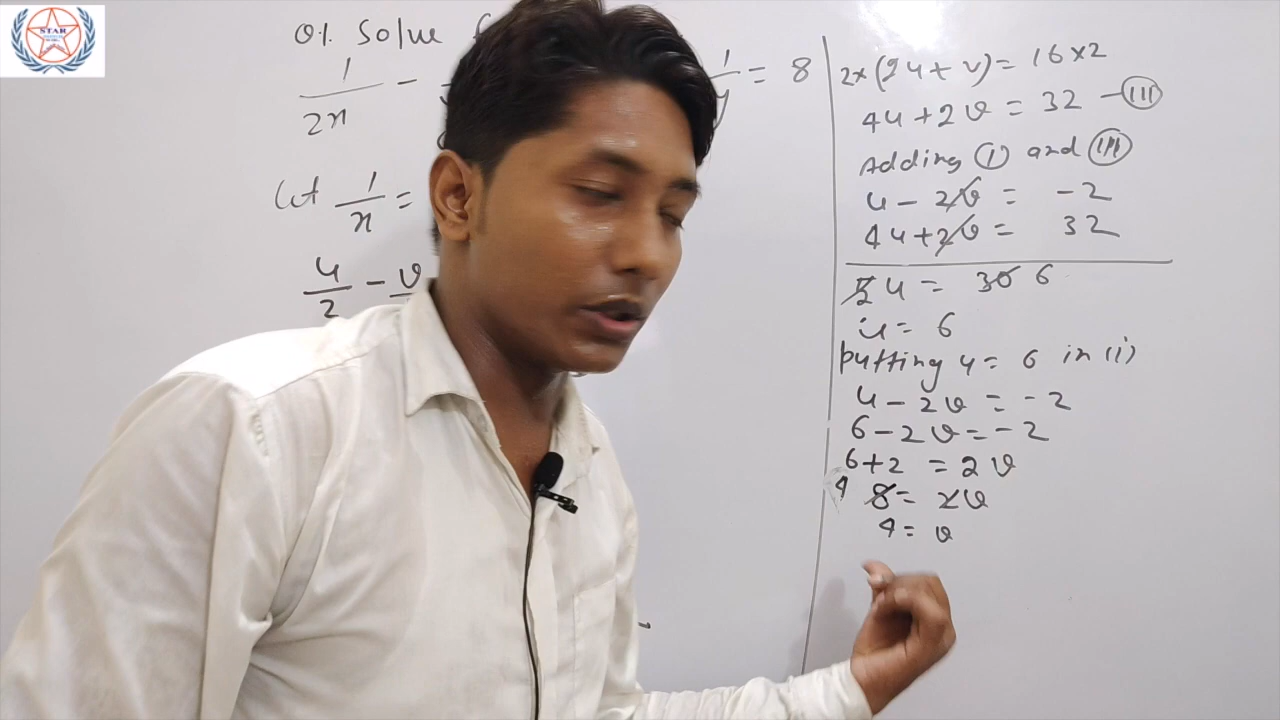 STAR
Q1. Solve
1/2x - 1/y = 8
Let 1/x =
u/2 - v
2x(2u + v) = 16x2
4u + 2v = 32 - (III)
Adding (I) and (III)
u - 2v = -2
4u + 2v = 32
5u = 30 6
u = 6
Putting u = 6 in (i)
u - 2v = -2
6 - 2v = -2
6 + 2 = 2v
4 8 = 2v
4 = v